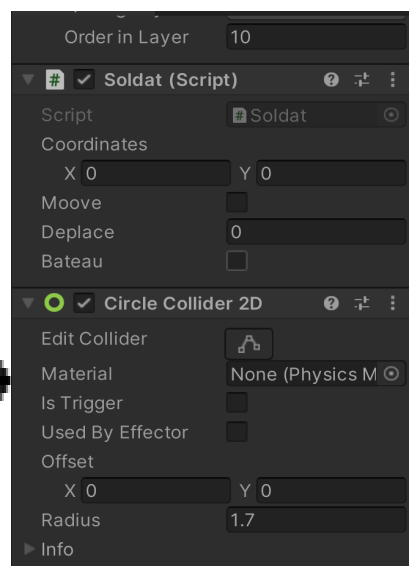 Order in Layer 10
# Soldat (Script)
Script # Soldat
Coordinates
X 0 Y 0
Moove
Deplace 0
Bateau
Circle Collider 2D
Edit Collider
Material None (Physics M
Is Trigger
Used By Effector
Offset
X 0 Y 0
Radius 1.7
Info